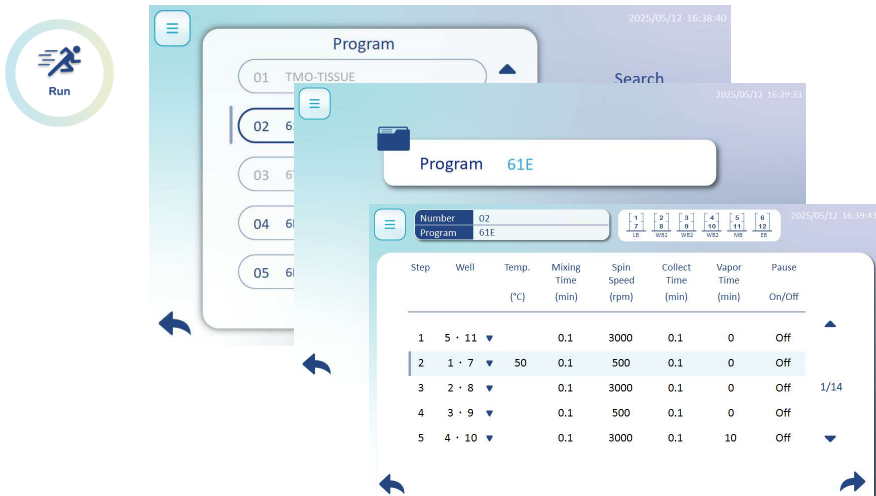 Run
2025/05/12 16:38:40
Program
01 TMO-TISSUE
Search
02 6
03 6
04 6
05 6
2025/05/12 16:39:33
Program 61E
Number 02
Program 61E
1 2 3 4 5 6
7 8 9 10 11 12
LB WB1 WB2 WB2 MB EB
2025/05/12 16:39:43
Step Well Temp. Mixing Time Spin Speed Collect Time Vapor Time Pause
(°C) (min) (rpm) (min) (min) On/Off
1 5・11 0.1 3000 0.1 0 Off
2 1・7 50 0.1 500 0.1 0 Off
3 2・8 0.1 3000 0.1 0 Off
1/14
4 3・9 0.1 500 0.1 0 Off
5 4・10 0.1 3000 0.1 10 Off